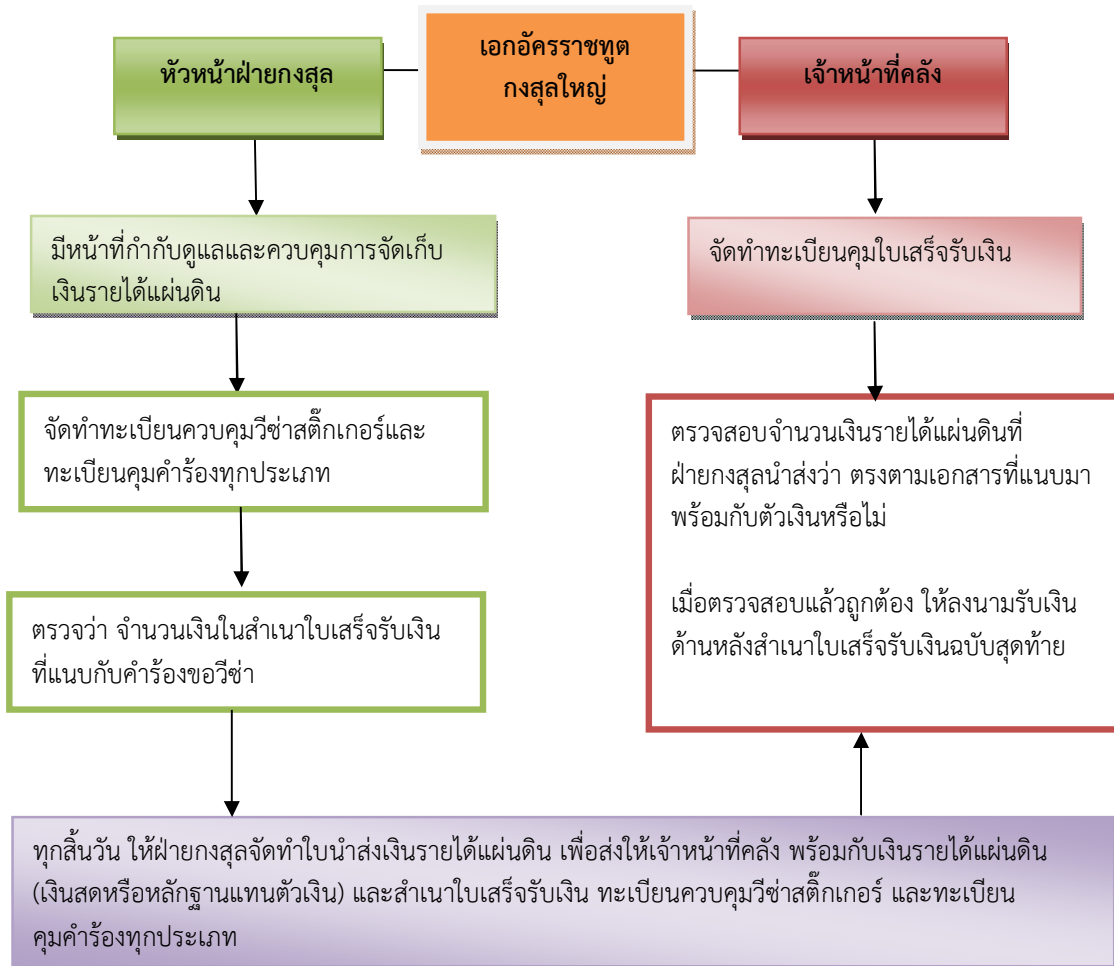 หัวหน้าฝ่ายกงสุล
เอกอัครราชทูต
กงสุลใหญ่
เจ้าหน้าที่คลัง
มีหน้าที่กำกับดูแลและควบคุมการจัดเก็บ
เงินรายได้แผ่นดิน
จัดทำทะเบียนคุมใบเสร็จรับเงิน
จัดทำทะเบียนควบคุมวีซ่าสติ๊กเกอร์และ
ทะเบียนคุมคำร้องทุกประเภท
ตรวจสอบจำนวนเงินรายได้แผ่นดินที่
ฝ่ายกงสุลนำส่งว่า ตรงตามเอกสารที่แนบมา
พร้อมกับตัวเงินหรือไม่
เมื่อตรวจสอบแล้วถูกต้อง ให้ลงนามรับเงิน
ด้านหลังสำเนาใบเสร็จรับเงินฉบับสุดท้าย
ตรวจว่า จำนวนเงินในสำเนาใบเสร็จรับเงิน
ที่แนบกับคำร้องขอวีซ่า
ทุกสิ้นวัน ให้ฝ่ายกงสุลจัดทำใบนำส่งเงินรายได้แผ่นดิน เพื่อส่งให้เจ้าหน้าที่คลัง พร้อมกับเงินรายได้แผ่นดิน
(เงินสดหรือหลักฐานแทนตัวเงิน) และสำเนาใบเสร็จรับเงิน ทะเบียนควบคุมวีซ่าสติ๊กเกอร์ และทะเบียน
คุมคำร้องทุกประเภท